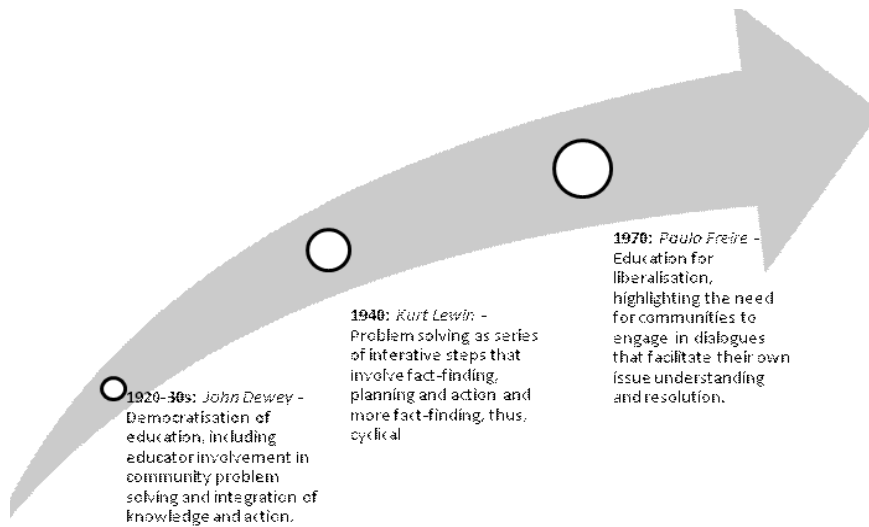 1920-30s: John Dewey -
Democratisation of
education, including
educator involvement in
community problem
solving and integration of
knowledge and action.
1940: Kurt Lewin -
Problem solving as series
of interative steps that
involve fact-finding,
planning and action and
more fact-finding, thus,
cyclical
1970: Paulo Freire -
Education for
liberalisation,
highlighting the need
for communities to
engage in dialogues
that facilitate their own
issue understanding
and resolution.